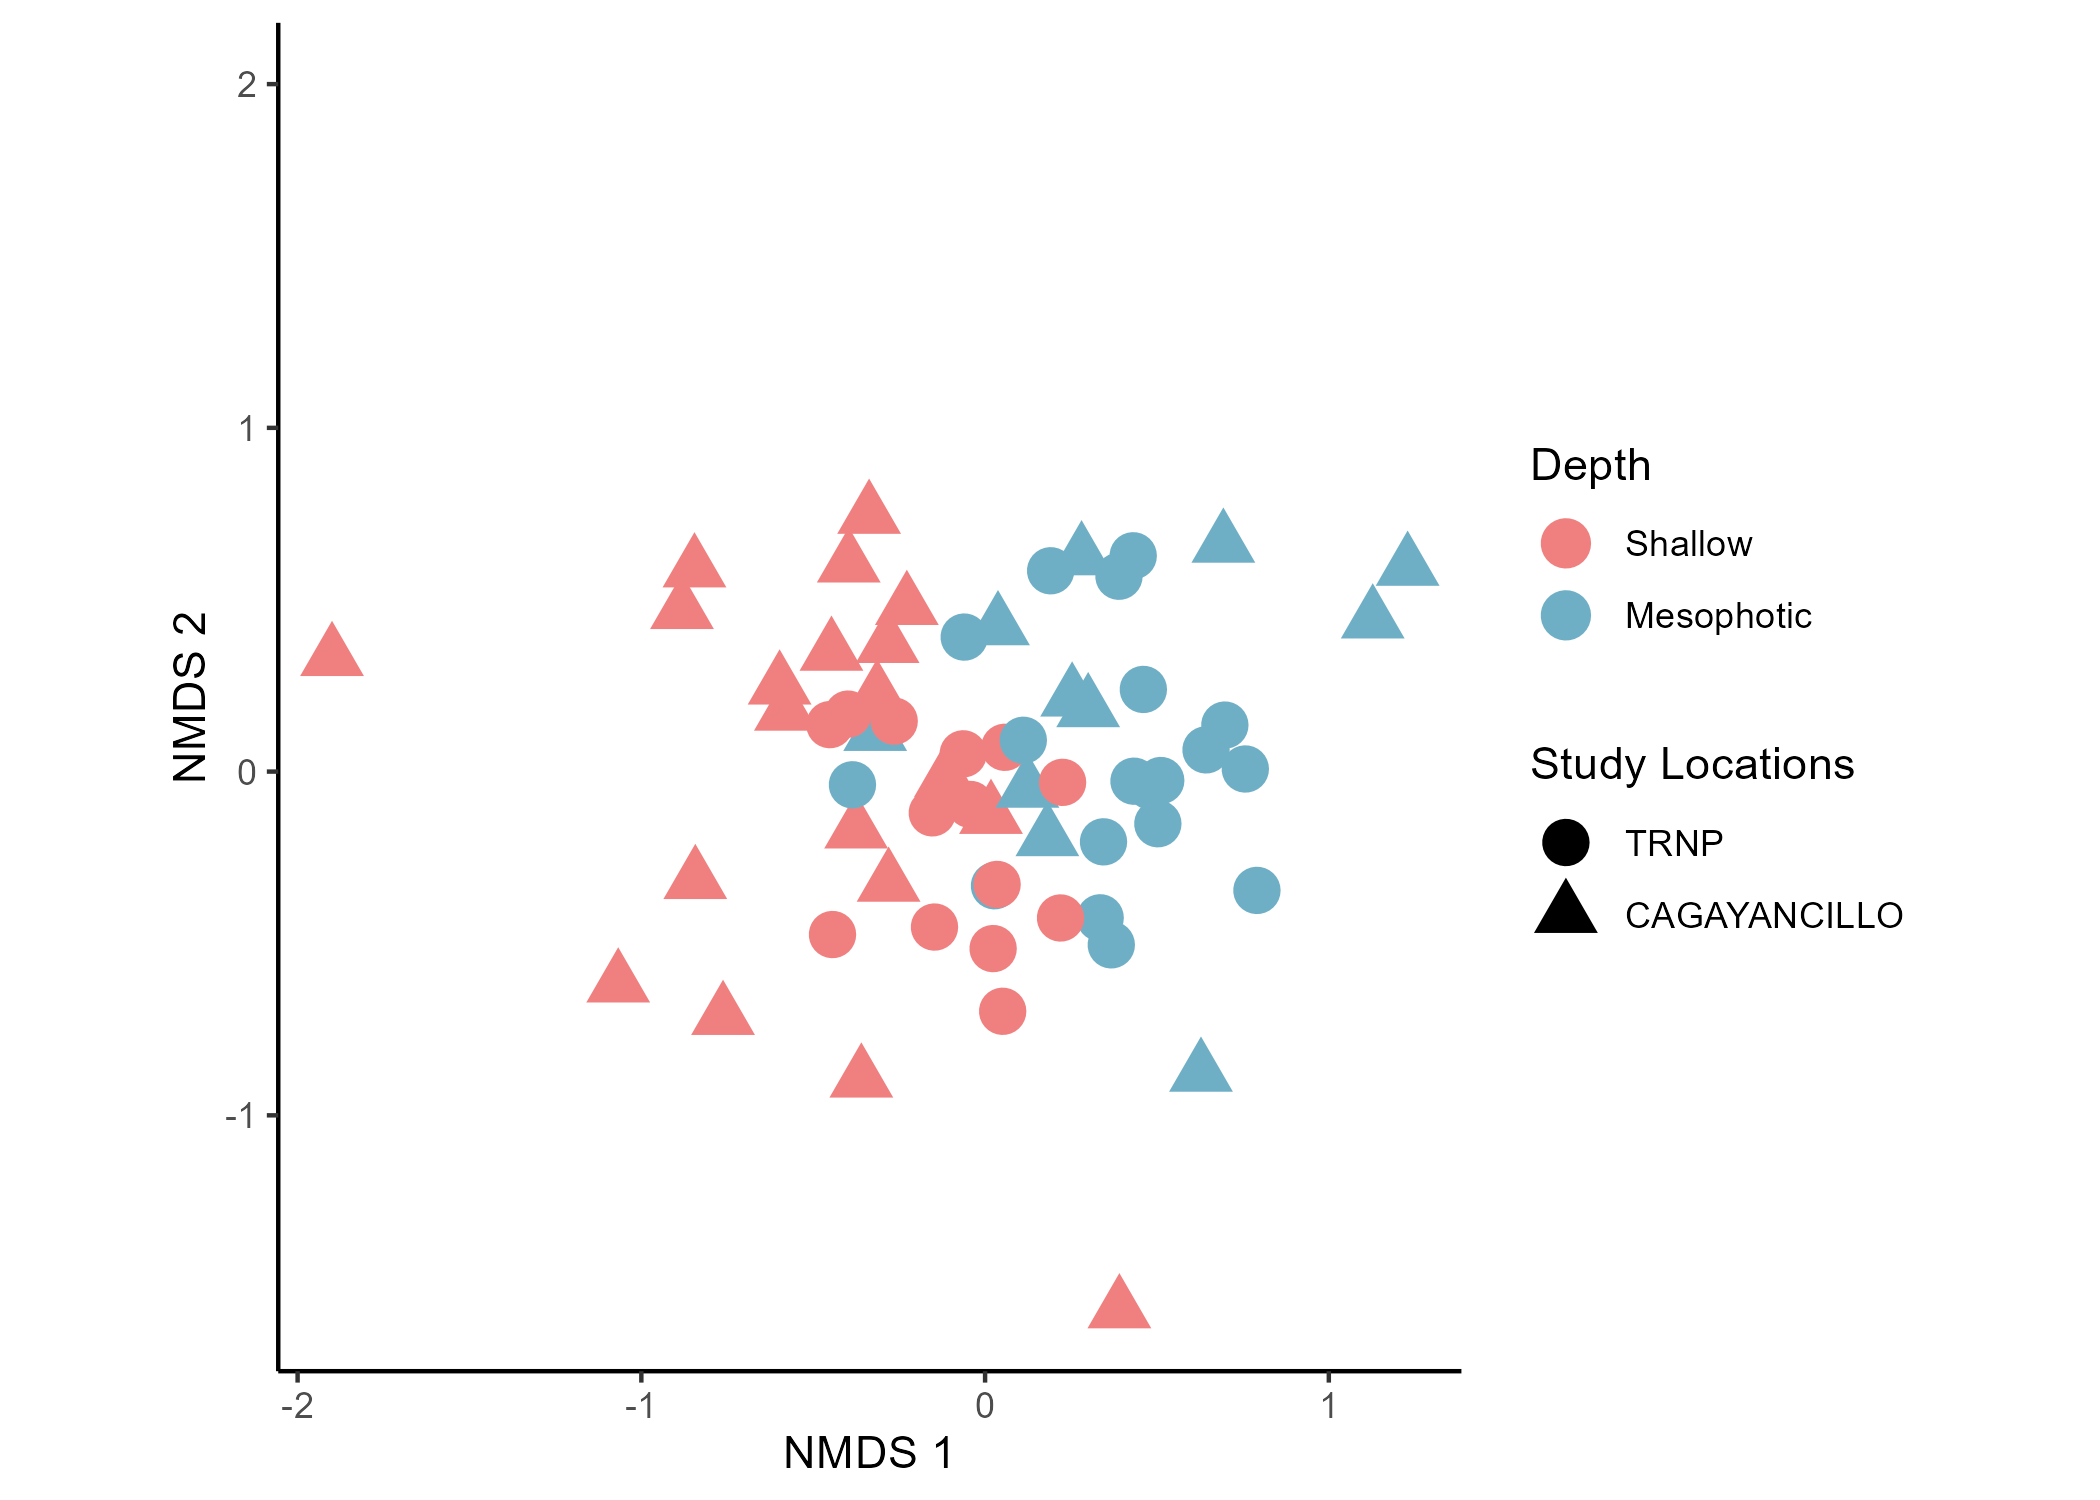 2
1
0
-1
NMDS 2
-2
-1
0
1
NMDS 1
Depth
Shallow
Mesophotic
Study Locations
TRNP
CAGAYANCILLO